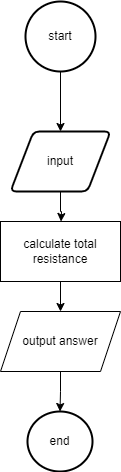 start
input
calculate total
resistance
output answer
end